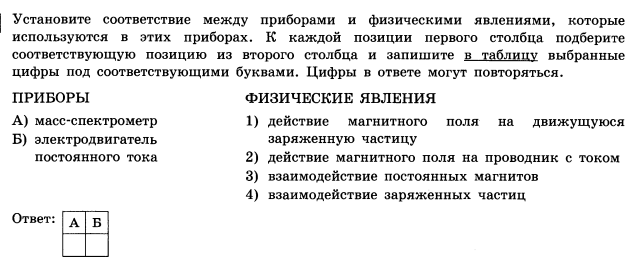 Установите соответствие между приборами и физическими явлениями, которые
используются в этих приборах. К каждой позиции первого столбца подберите
соответствующую позицию из второго столбца и запишите в таблицу выбранные
цифры под соответствующими буквами. Цифры в ответе могут повторяться.
ПРИБОРЫ
А) масс-спектрометр
Б) электродвигатель
постоянного тока
ФИЗИЧЕСКИЕ ЯВЛЕНИЯ
1) действие магнитного поля на движущуюся
заряженную частицу
2) действие магнитного поля на проводник с током
3) взаимодействие постоянных магнитов
4) взаимодействие заряженных частиц
Ответ: А Б